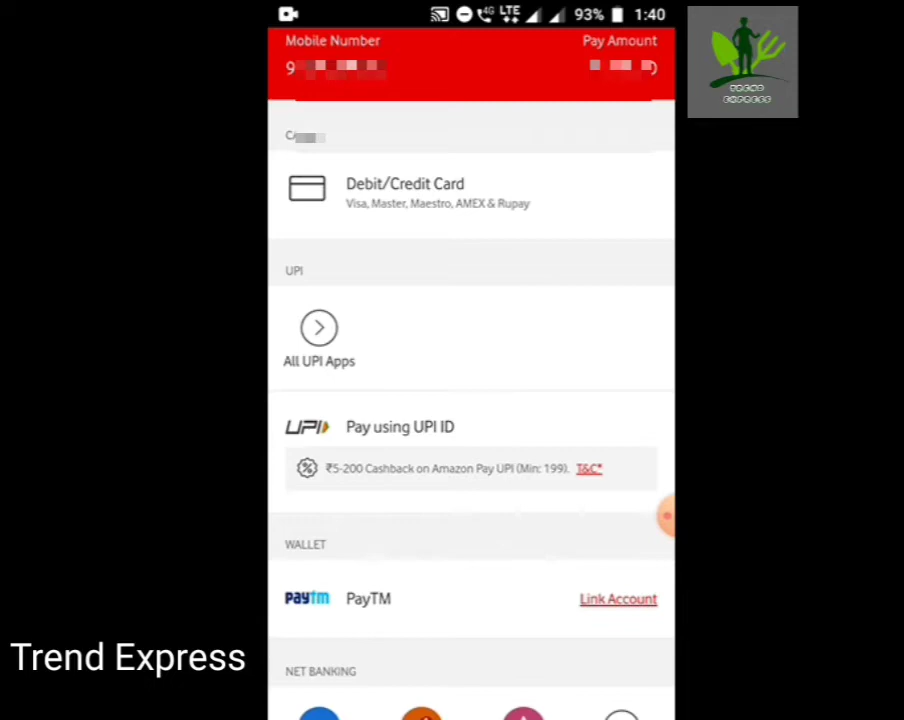 4G LTE 93% 1:40
Mobile Number Pay Amount
9
TREND
EXPRESS
Debit/Credit Card
Visa, Master, Maestro, AMEX & Rupay
UPI
All UPI Apps
UPI Pay using UPI ID
₹5-200 Cashback on Amazon Pay UPI (Min: 199). T&C*
WALLET
paytm PayTM Link Account
Trend Express
NET BANKING